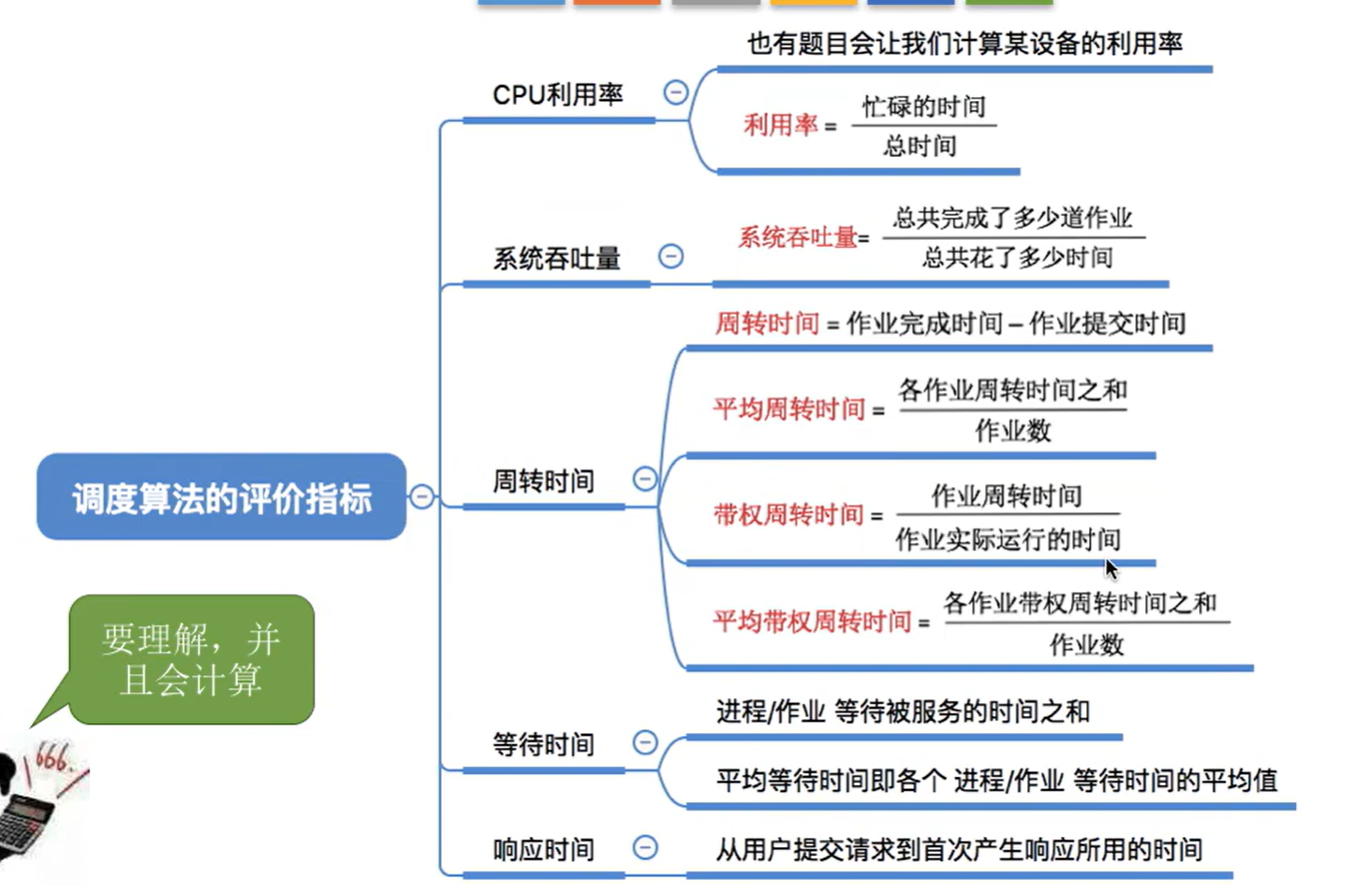 也有题目会让我们计算某设备的利用率
CPU利用率
利用率 = 忙碌的时间
总时间
系统吞吐量= 总共完成了多少道作业
总共花了多少时间
系统吞吐量
周转时间 = 作业完成时间 – 作业提交时间
平均周转时间 = 各作业周转时间之和
作业数
周转时间
带权周转时间 = 作业周转时间
作业实际运行的时间
平均带权周转时间 = 各作业带权周转时间之和
作业数
调度算法的评价指标
要理解，并
且会计算
666.
进程/作业 等待被服务的时间之和
等待时间
平均等待时间即各个 进程/作业 等待时间的平均值
响应时间
从用户提交请求到首次产生响应所用的时间